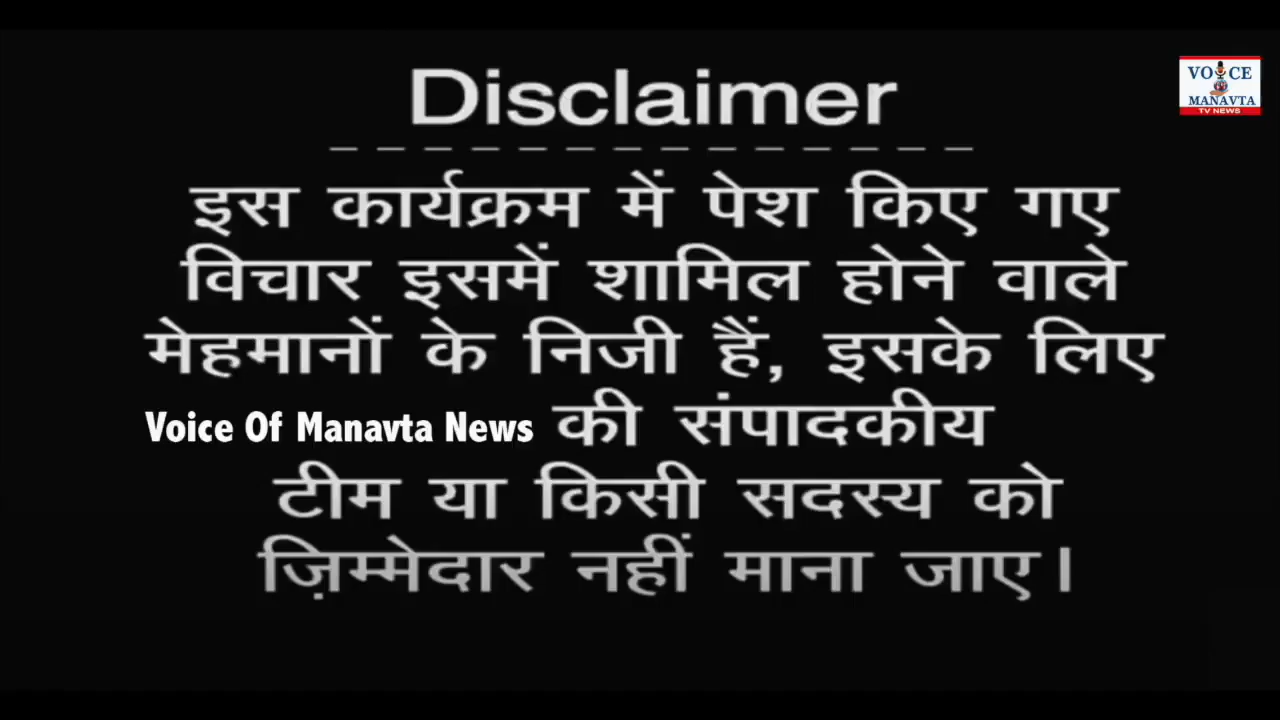 Disclaimer
VOICE
MANAVTA
TV NEWS
इस कार्यक्रम में पेश किए गए
विचार इसमें शामिल होने वाले
मेहमानों के निजी हैं, इसके लिए
Voice Of Manavta News की संपादकीय
टीम या किसी सदस्य को
ज़िम्मेदार नहीं माना जाए।